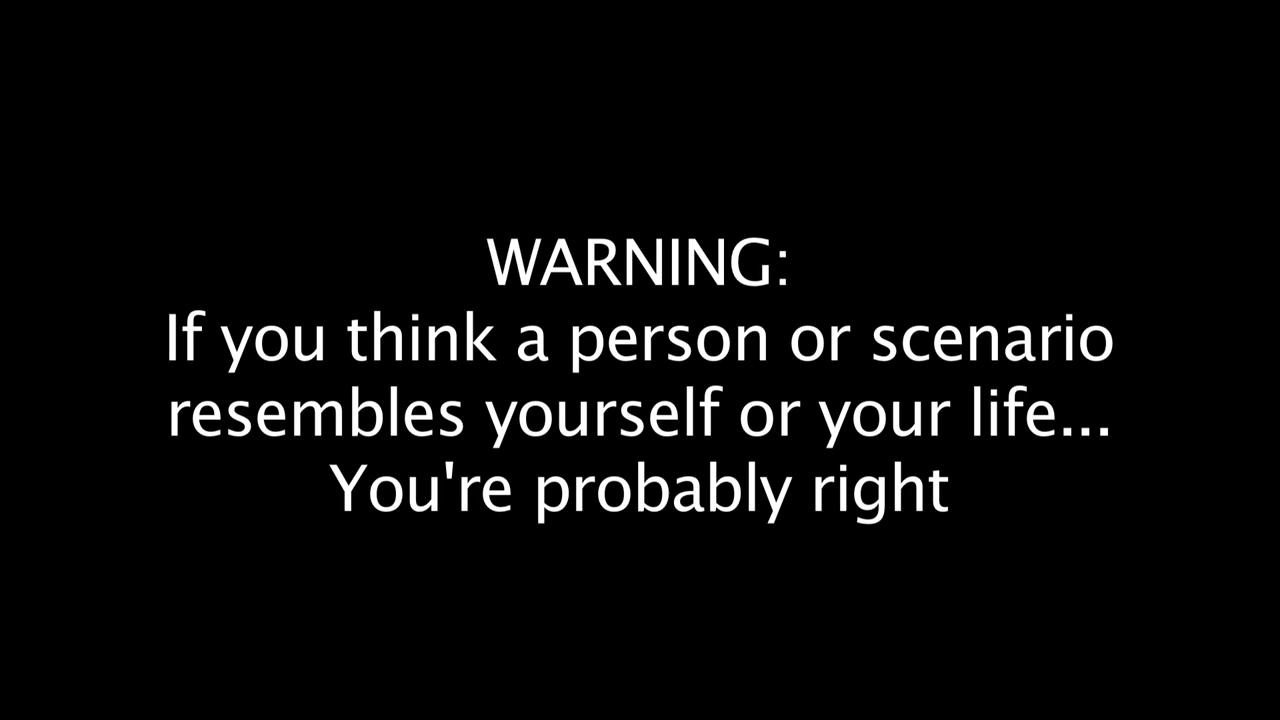 WARNING:
If you think a person or scenario
resembles yourself or your life...
You're probably right